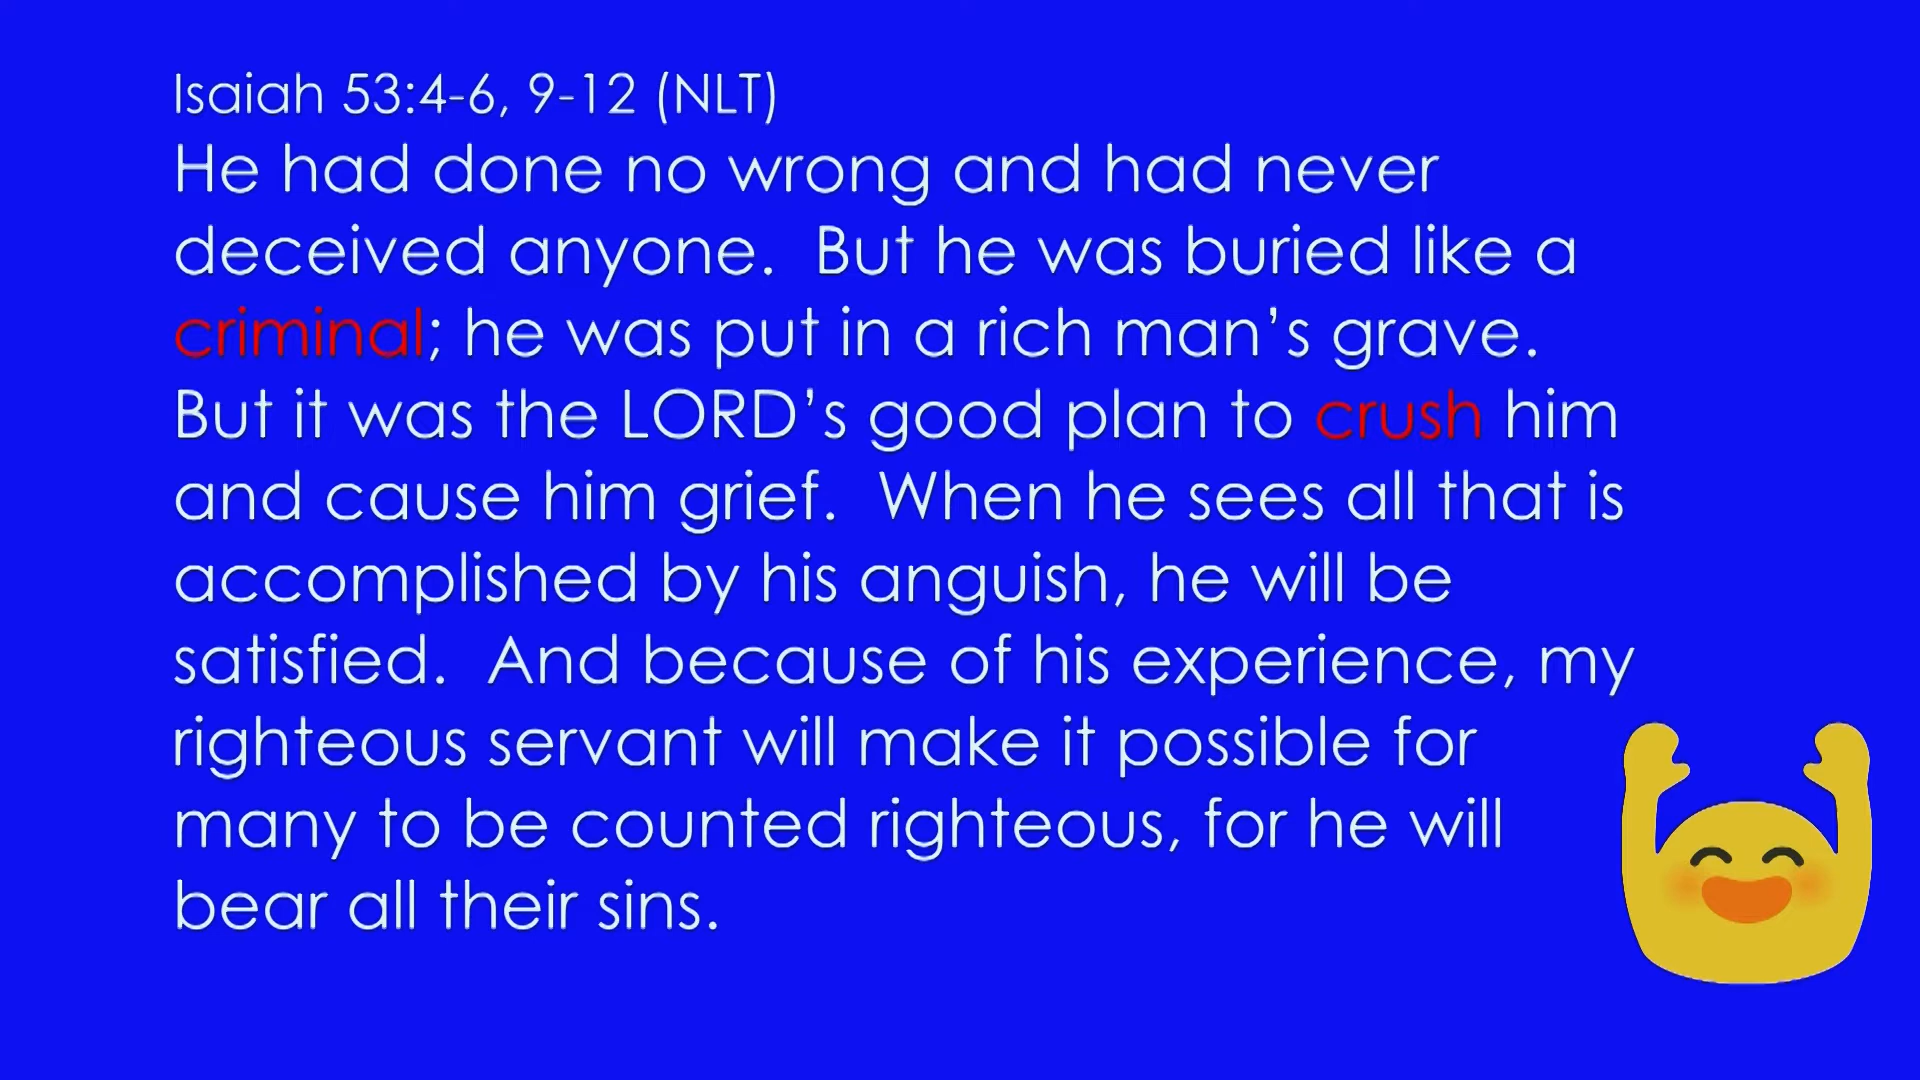 Isaiah 53:4-6, 9-12 (NLT)
He had done no wrong and had never
deceived anyone.  But he was buried like a
criminal; he was put in a rich man’s grave.
But it was the LORD’s good plan to crush him
and cause him grief.  When he sees all that is
accomplished by his anguish, he will be
satisfied.  And because of his experience, my
righteous servant will make it possible for
many to be counted righteous, for he will
bear all their sins.